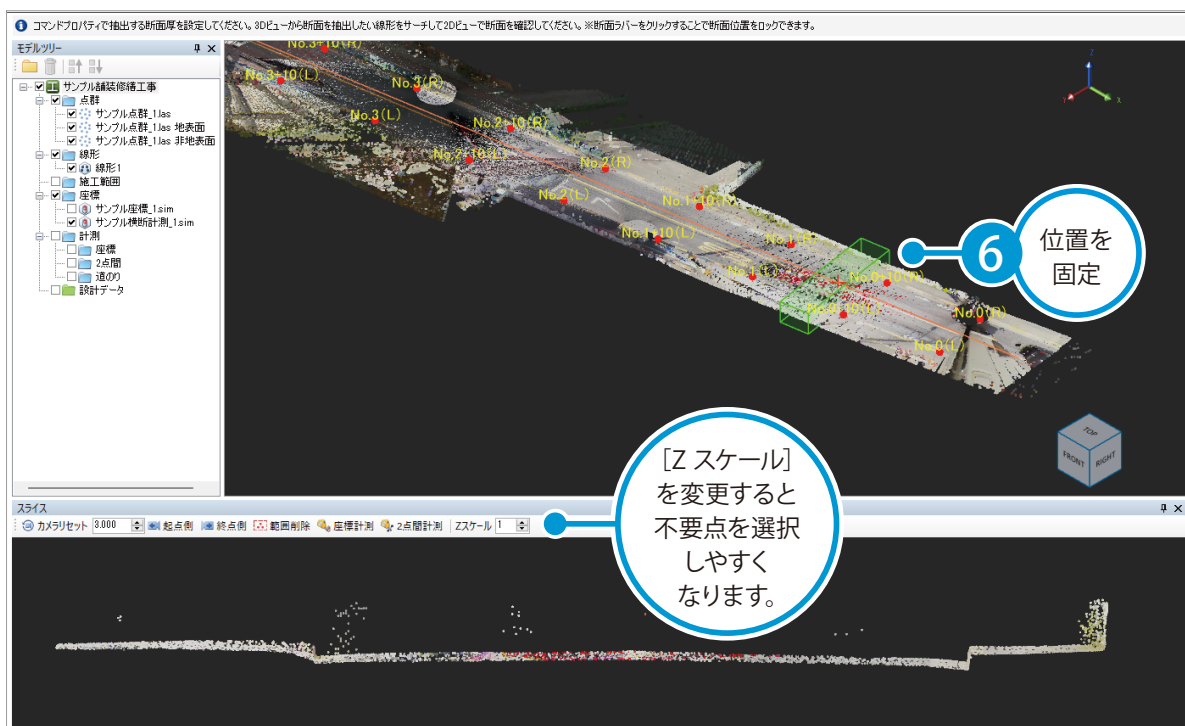 コマンドプロパティで抽出する断面厚を設定してください。3Dビューから断面を抽出したい線形をサーチして2Dビューで断面を確認してください。※断面ラバーをクリックすることで断面位置をロックできます。
モデルツリー
サンプル舗装修繕工事
点群
サンプル点群_1.las
サンプル点群_1.las 地表面
サンプル点群_1.las 非地表面
線形
線形1
施工範囲
座標
サンプル座標_1.sim
サンプル横断計測_1.sim
計測
座標
2点間
道のり
設計データ
No.3+10(R)
No.3+10(L)
No.3(R)
No.3(L)
No.2+10(R)
No.2+10(L)
No.2(R)
No.2(L)
No.1+10(R)
No.1+10(L)
No.1(R)
No.1(L)
No.0+10(R)
No.0+10(L)
No.0(R)
No.0(L)
Z
Y
X
6
位置を
固定
TOP
FRONT
RIGHT
[Z スケール]
を変更すると
不要点を選択
しやすく
なります。
スライス
カメラリセット 3.000 起点側 終点側 範囲削除 座標計測 2点間計測 Zスケール 1